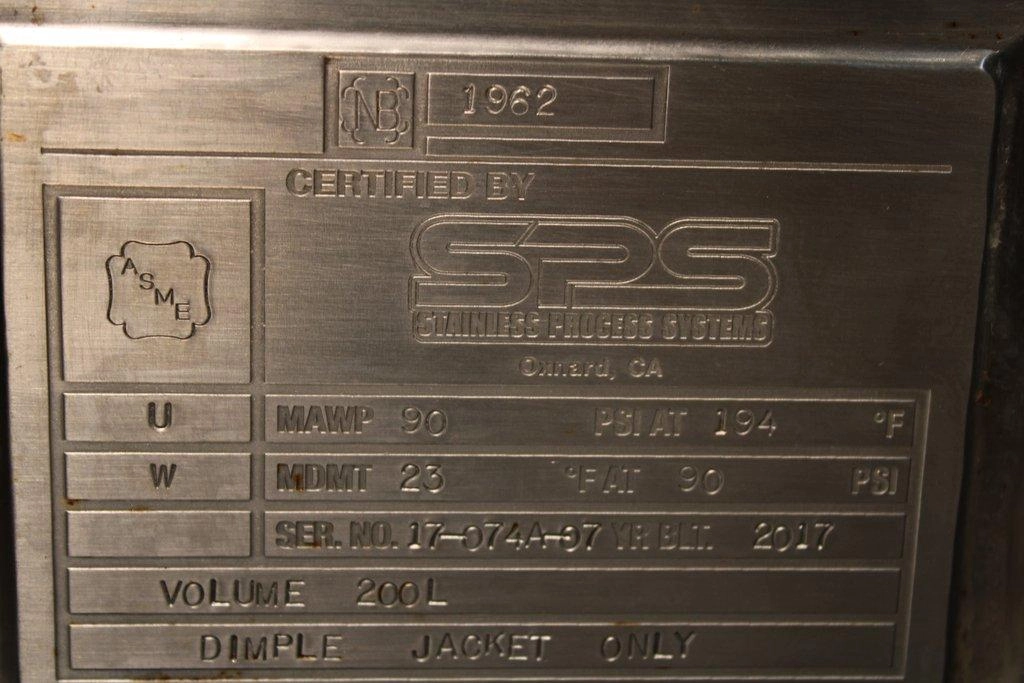 NB 1962
CERTIFIED BY
SPS
STAINLESS PROCESS SYSTEMS
Oxnard, CA
ASME
U MAWP 90 PSI AT 194 °F
W MDMT 23 °F AT 90 PSI
SER. NO. 17-074A-07 YR BLT. 2017
VOLUME 200L
DIMPLE JACKET ONLY